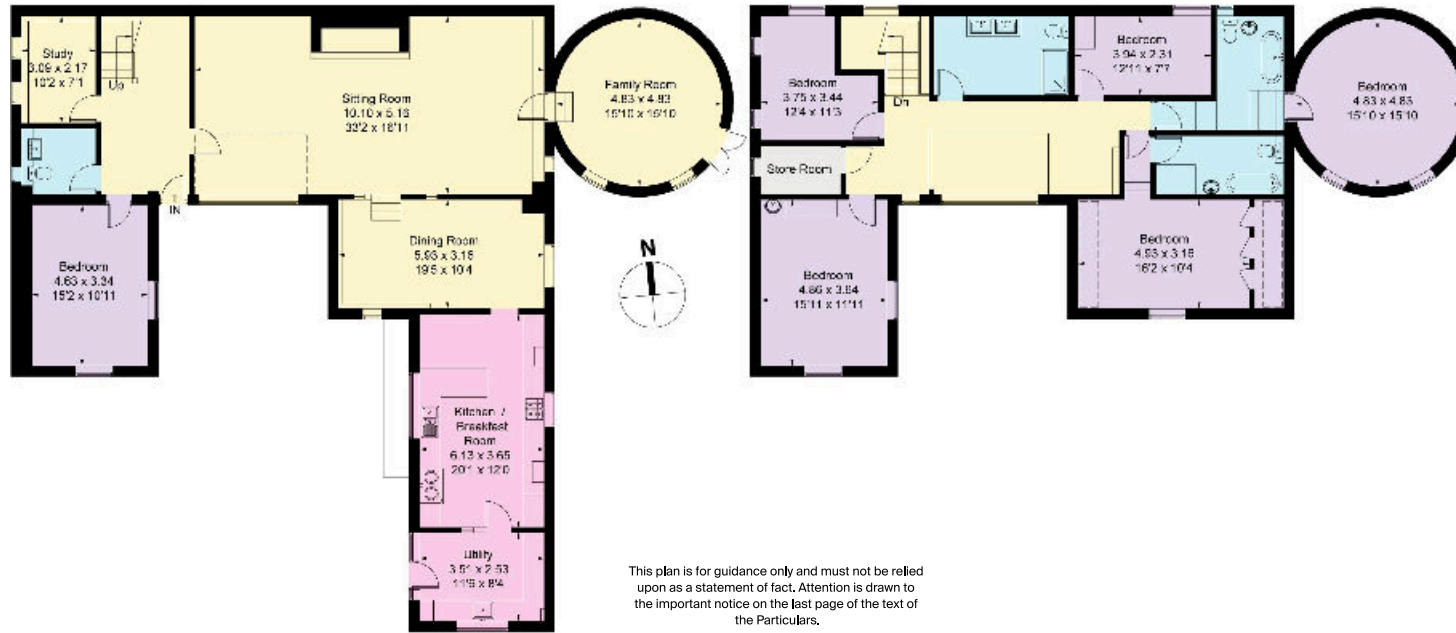 Study
3.09 x 2.17
10'2 x 7'1
Up
Sitting Room
10.10 x 5.16
33'2 x 16'11
Family Room
4.83 x 4.83
15'10 x 15'10
IN
Bedroom
4.63 x 3.34
15'2 x 10'11
Dining Room
5.93 x 3.16
19'5 x 10'4
N
Kitchen /
Breakfast
Room
6.13 x 3.65
20'1 x 12'0
Utility
3.51 x 2.53
11'6 x 8'4
Bedroom
3.75 x 3.44
12'4 x 11'3
Dn
Bedroom
3.94 x 2.31
12'11 x 7'7
Bedroom
4.83 x 4.83
15'10 x 15'10
Store Room
Bedroom
4.86 x 3.64
15'11 x 11'11
Bedroom
4.93 x 3.16
16'2 x 10'4
This plan is for guidance only and must not be relied
upon as a statement of fact. Attention is drawn to
the important notice on the last page of the text of
the Particulars.